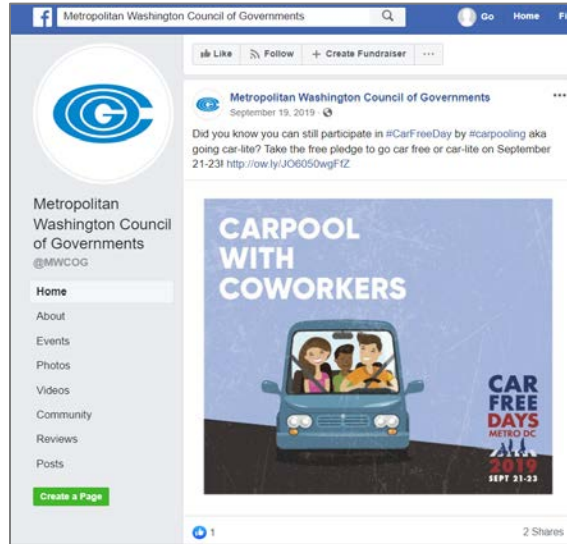 Metropolitan Washington Council of Governments
Go Home
Like Follow + Create Fundraiser ...
Metropolitan Washington Council of Governments
September 19, 2019 ·
Did you know you can still participate in #CarFreeDay by #carpooling aka
going car-lite? Take the free pledge to go car free or car-lite on September
21-23! http://ow.ly/JO6050wgFfZ
CARPOOL
WITH
COWORKERS
CAR
FREE
DAYS
METRO DC
2019
SEPT 21-23
1
2 Shares
Metropolitan
Washington Council
of Governments
@MWCOG
Home
About
Events
Photos
Videos
Community
Reviews
Posts
Create a Page